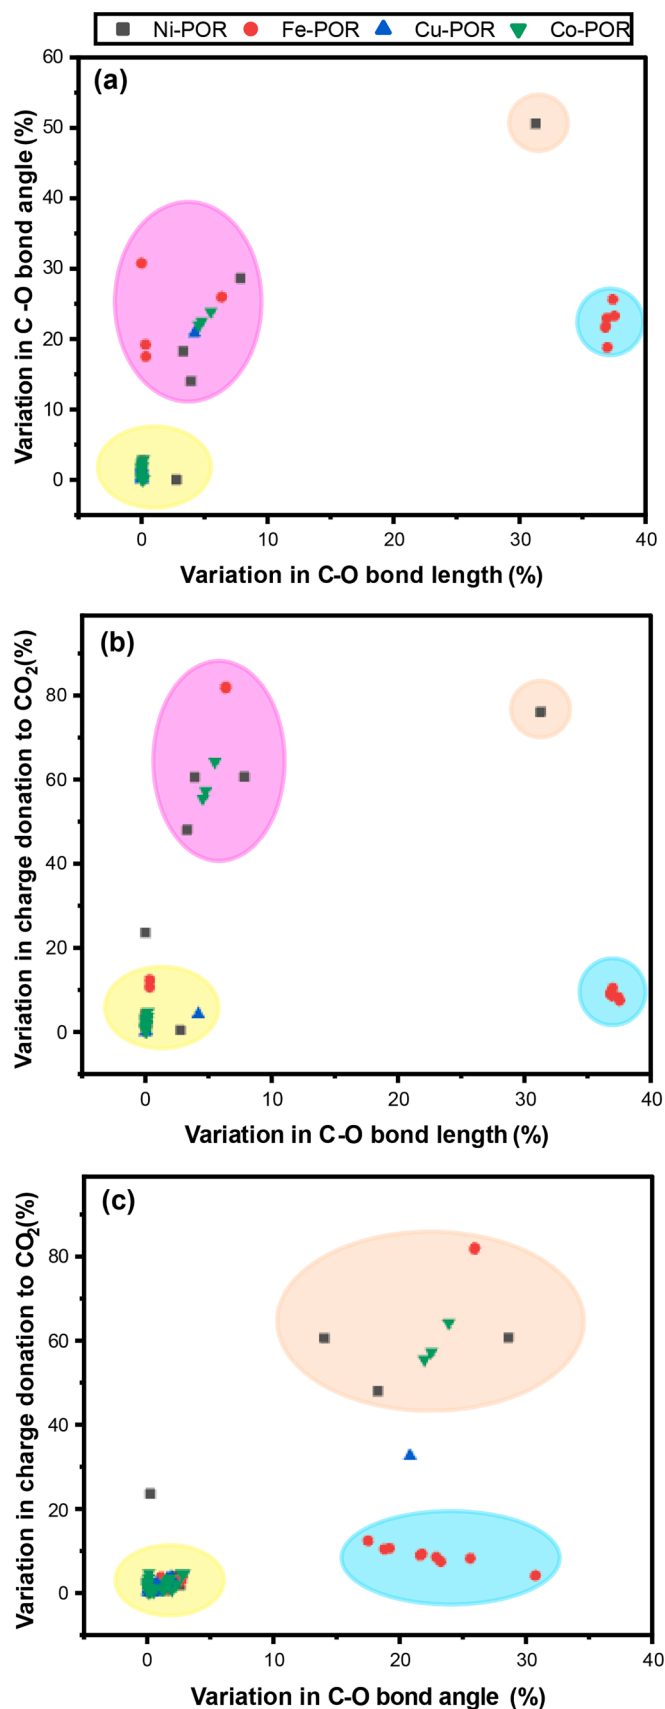 Ni-POR Fe-POR Cu-POR Co-POR
(a)
60
50
40
30
20
10
0
Variation in C -O bond angle (%)
0 10 20 30 40
Variation in C-O bond length (%)
(b)
80
60
40
20
0
Variation in charge donation to CO₂(%)
0 10 20 30 40
Variation in C-O bond length (%)
(c)
80
60
40
20
0
Variation in charge donation to CO₂(%)
0 10 20 30 40
Variation in C-O bond angle (%)